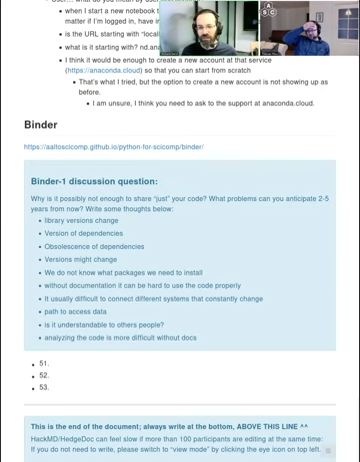 when I start a new notebook t
matter if I'm logged in, have in
is the URL starting with "local
what is it starting? nd.ana
I think it would be enough to create a new account at that service
(https://anaconda.cloud) so that you can start from scratch
That's what I tried, but the option to create a new account is not showing up as
before.
I am unsure, I think you need to ask to the support at anaconda.cloud.
Binder
https://aaltoscicomp.github.io/python-for-scicomp/binder/
Binder-1 discussion question:
Why is it possibly not enough to share "just" your code? What problems can you anticipate 2-5
years from now? Write some thoughts below:
library versions change
Version of dependencies
Obsolescence of dependencies
Versions might change
We do not know what packages we need to install
without documentation it can be hard to use the code properly
It usually difficult to connect different systems that constantly change
path to access data
is it understandable to others people?
analyzing the code is more difficult without docs
51.
52.
53.
This is the end of the document; always write at the bottom, ABOVE THIS LINE ^^
HackMD/HedgeDoc can feel slow if more than 100 participants are editing at the same time:
If you do not need to write, please switch to "view mode" by clicking the eye icon on top left.